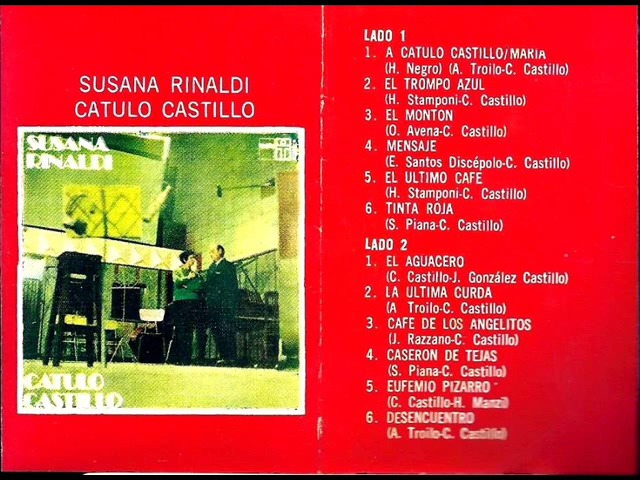 SUSANA RINALDI
CATULO CASTILLO
SUSANA
RINALDI
CATULO
CASTILLO
LADO 1
1. A CATULO CASTILLO/MARIA
(H. Negro) (A. Troilo-C. Castillo)
2. EL TROMPO AZUL
(H. Stamponi-C. Castillo)
3. EL MONTON
(O. Avena-C. Castillo)
4. MENSAJE
(E. Santos Discépolo-C. Castillo)
5. EL ULTIMO CAFE
(H. Stamponi-C. Castillo)
6. TINTA ROJA
(S. Piana-C. Castillo)
LADO 2
1. EL AGUACERO
(C. Castillo-J. González Castillo)
2. LA ULTIMA CURDA
(A Troilo-C. Castillo)
3. CAFE DE LOS ANGELITOS
(J. Razzano-C. Castillo)
4. CASERON DE TEJAS
(S. Piana-C. Castillo)
5. EUFEMIO PIZARRO
(C. Castillo-H. Manzi)
6. DESENCUENTRO
(A. Troilo-C. Castillo)